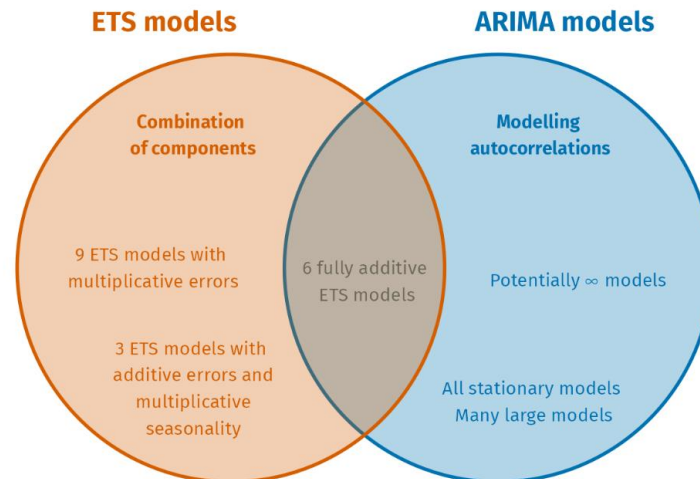 ETS models
ARIMA models
Combination
of components
Modelling
autocorrelations
9 ETS models with
multiplicative errors
6 fully additive
ETS models
Potentially ∞ models
3 ETS models with
additive errors and
multiplicative
seasonality
All stationary models
Many large models